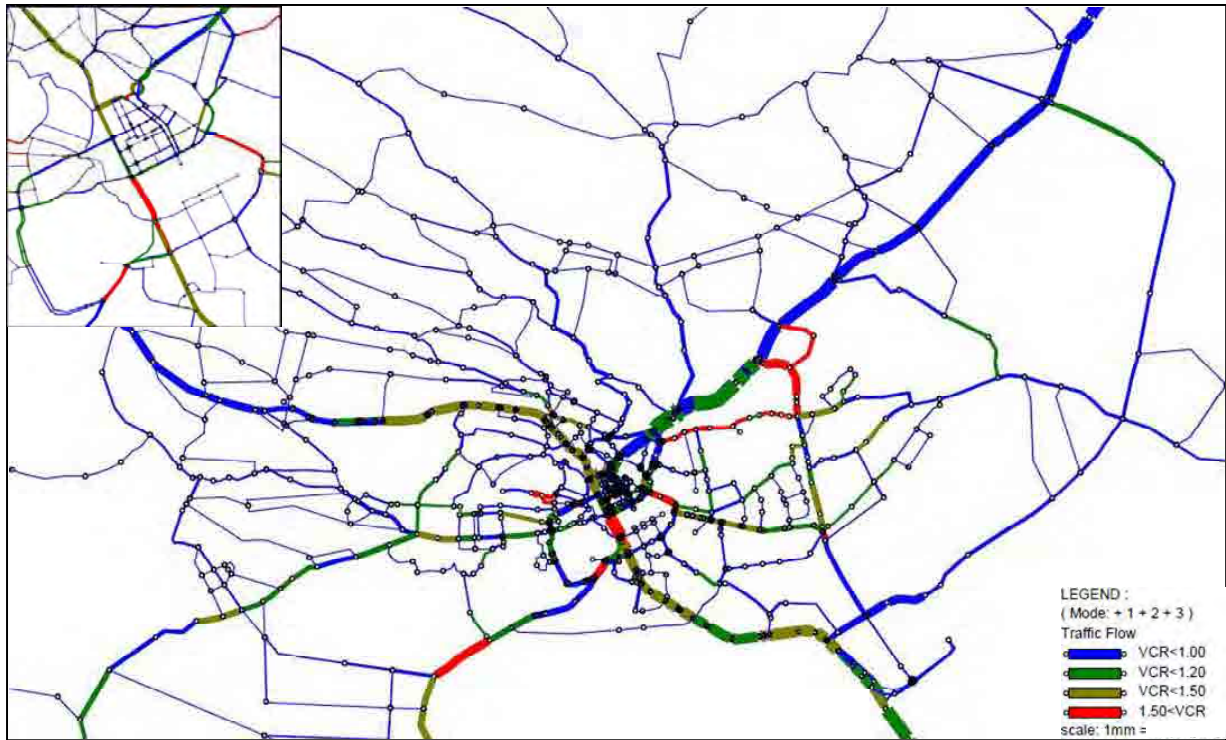 LEGEND :
( Mode: + 1 + 2 + 3 )
Traffic Flow
VCR<1.00
VCR<1.20
VCR<1.50
1.50<VCR
scale: 1mm =